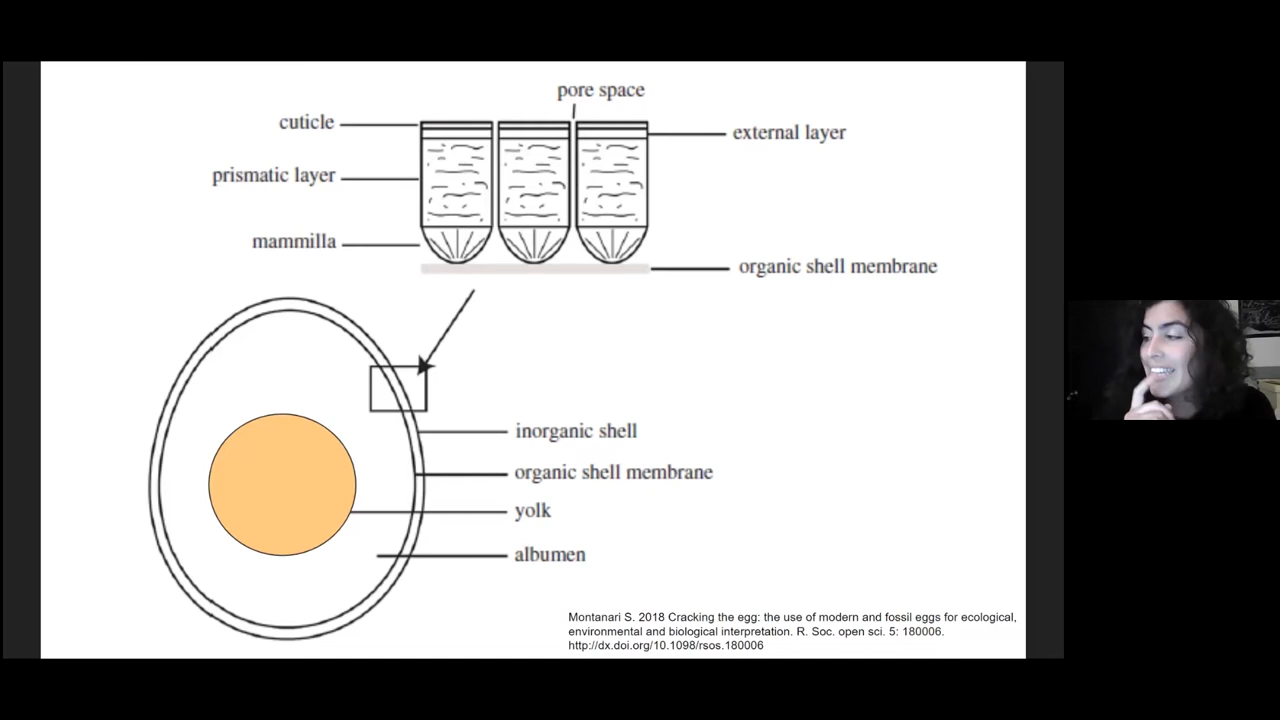 pore space
cuticle
external layer
prismatic layer
mammilla
organic shell membrane
inorganic shell
organic shell membrane
yolk
albumen
Montanari S. 2018 Cracking the egg: the use of modern and fossil eggs for ecological,
environmental and biological interpretation. R. Soc. open sci. 5: 180006.
http://dx.doi.org/10.1098/rsos.180006